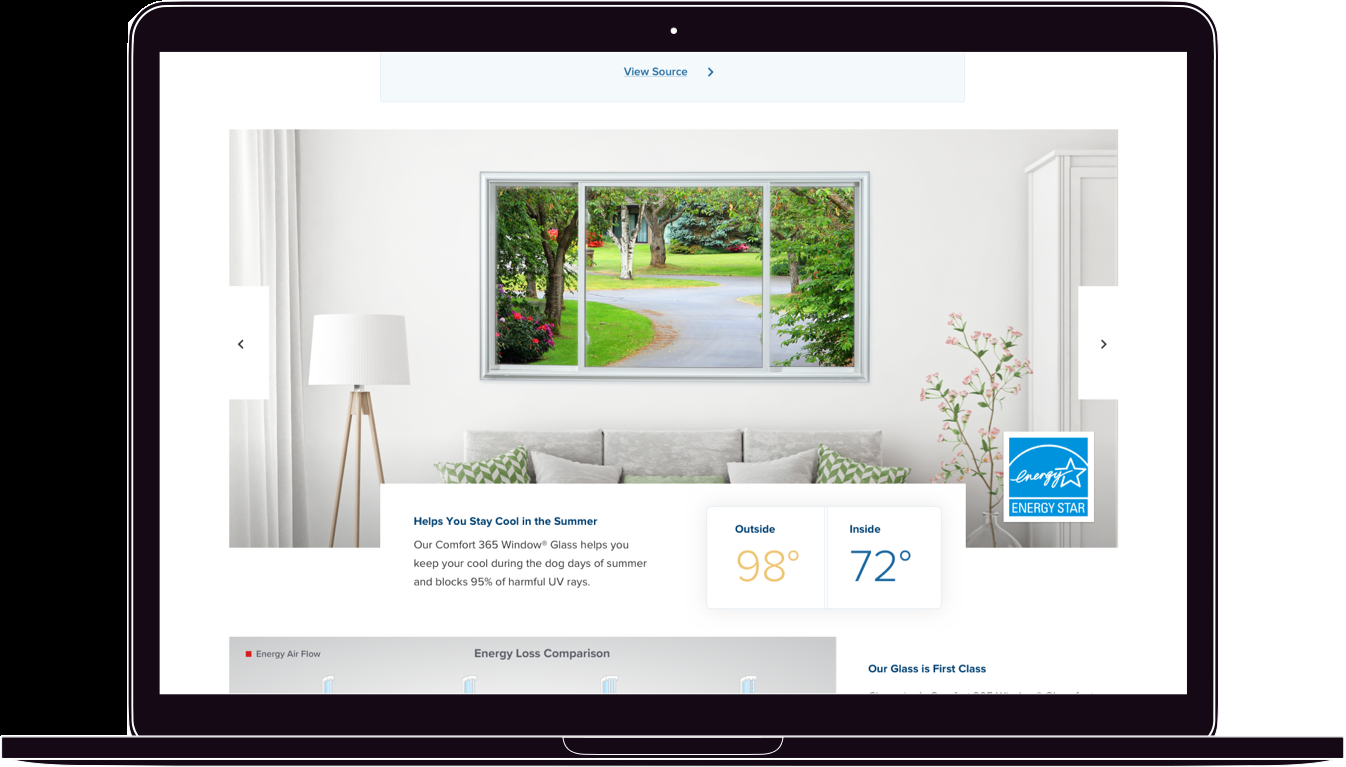 View Source
energy
ENERGY STAR
Helps You Stay Cool in the Summer
Our Comfort 365 Window® Glass helps you
keep your cool during the dog days of summer
and blocks 95% of harmful UV rays.
Outside
98°
Inside
72°
Energy Air Flow
Energy Loss Comparison
Our Glass is First Class